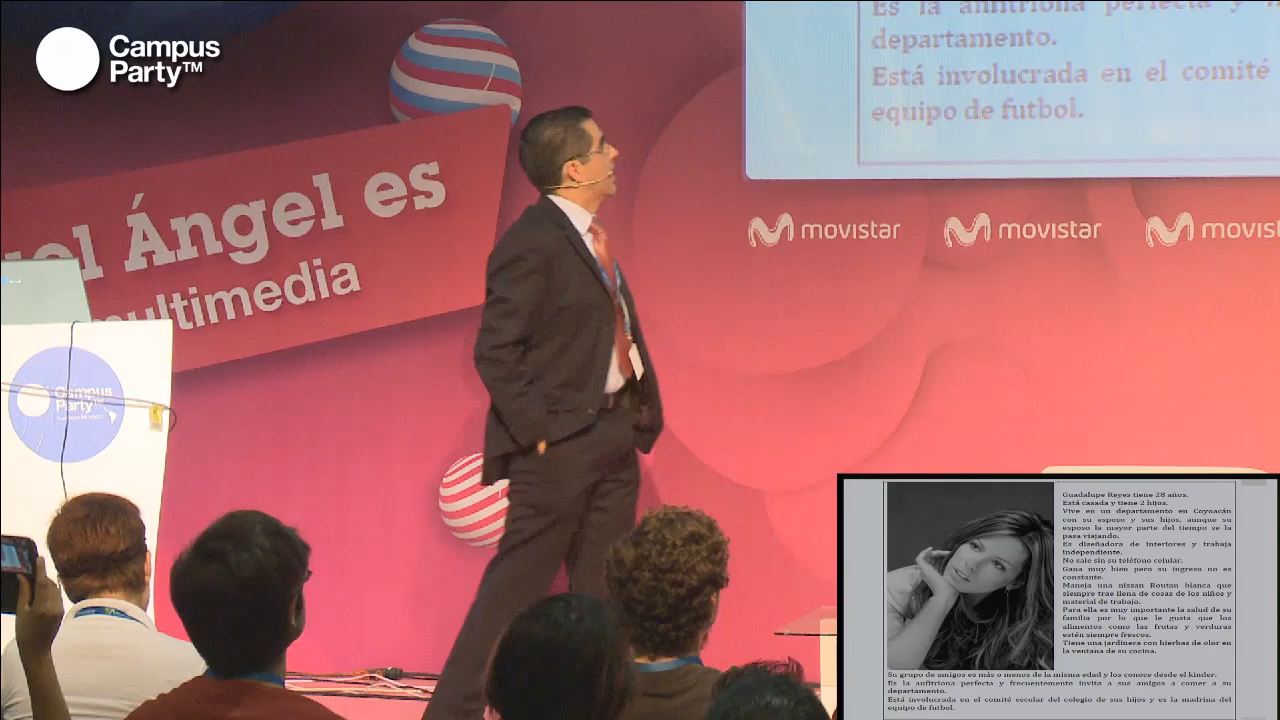 Campus
Party™
Es la anfitriona perfecta y
departamento.
Está involucrada en el comité
equipo de futbol.
el Ángel es
multimedia
movistar
movistar
movis
Campus
Party
Guadalupe Reyes tiene 28 años.
Está casada y tiene 2 hijos.
Vive en un departamento en Coyoacán
con su esposo y sus hijos, aunque su
esposo la mayor parte del tiempo se la
pasa viajando.
Es diseñadora de interiores y trabaja
independiente.
No sale sin su teléfono celular.
Gana muy bien pero su ingreso no es
constante.
Maneja una nissan Routan blanca que
siempre trae llena de cosas de los niños y
material de trabajo.
Para ella es muy importante la salud de su
familia por lo que le gusta que los
alimentos como las frutas y verduras
estén siempre frescos.
Tiene una jardinera con hierbas de olor en
la ventana de su cocina.
Su grupo de amigos es más o menos de la misma edad y los conoce desde el kinder.
Es la anfitriona perfecta y frecuentemente invita a sus amigos a comer a su
departamento.
Está involucrada en el comité escolar del colegio de sus hijos y es la madrina del
equipo de futbol.